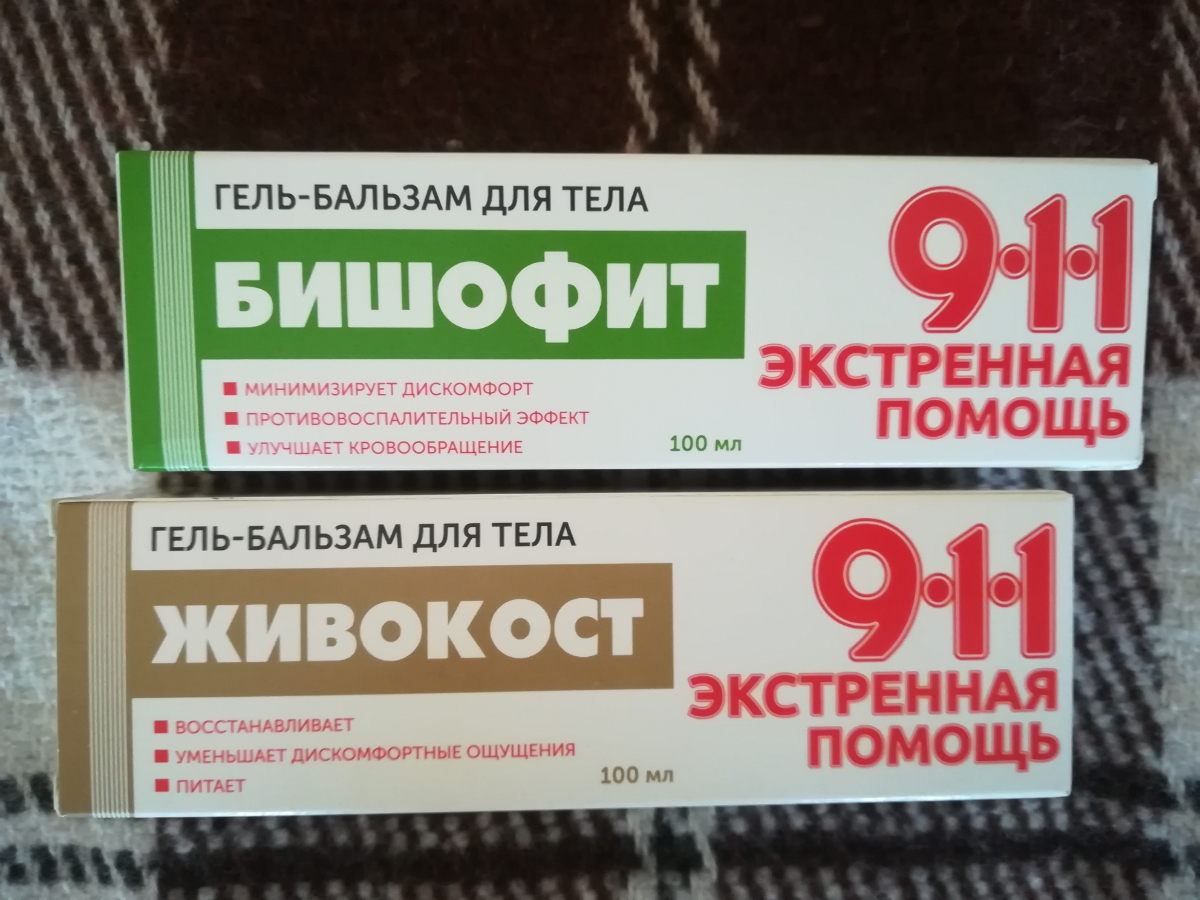 ГЕЛЬ-БАЛЬЗАМ ДЛЯ ТЕЛА
БИШОФИТ
МИНИМИЗИРУЕТ ДИСКОМФОРТ
ПРОТИВОВОСПАЛИТЕЛЬНЫЙ ЭФФЕКТ
УЛУЧШАЕТ КРОВООБРАЩЕНИЕ
100 мл
9·1·1
ЭКСТРЕННАЯ
ПОМОЩЬ
ГЕЛЬ-БАЛЬЗАМ ДЛЯ ТЕЛА
ЖИВОКОСТ
ВОССТАНАВЛИВАЕТ
УМЕНЬШАЕТ ДИСКОМФОРТНЫЕ ОЩУЩЕНИЯ
ПИТАЕТ
100 мл
9·1·1
ЭКСТРЕННАЯ
ПОМОЩЬ